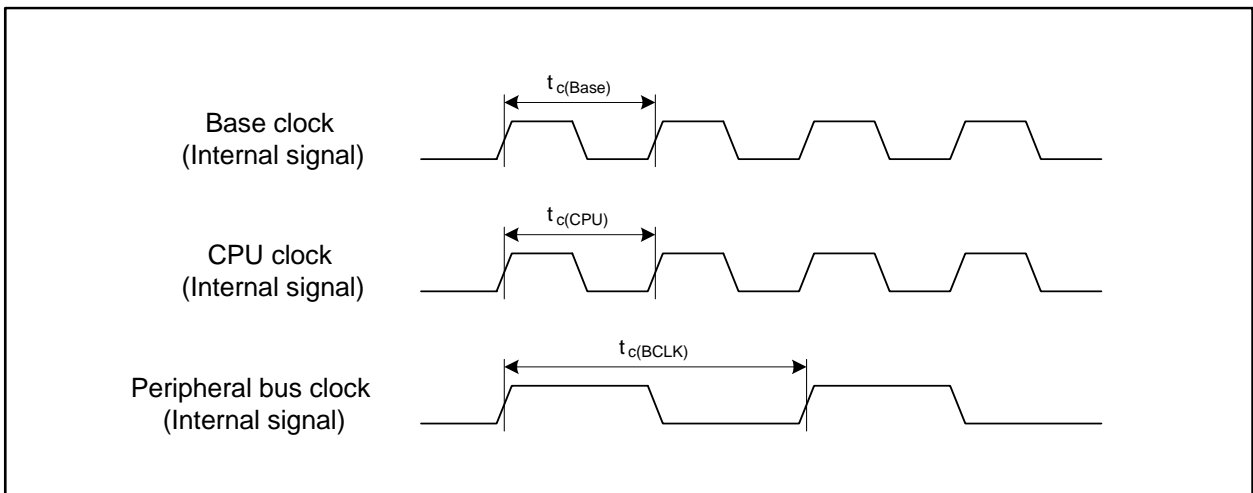 t c(Base)
Base clock
(Internal signal)
t c(CPU)
CPU clock
(Internal signal)
t c(BCLK)
Peripheral bus clock
(Internal signal)